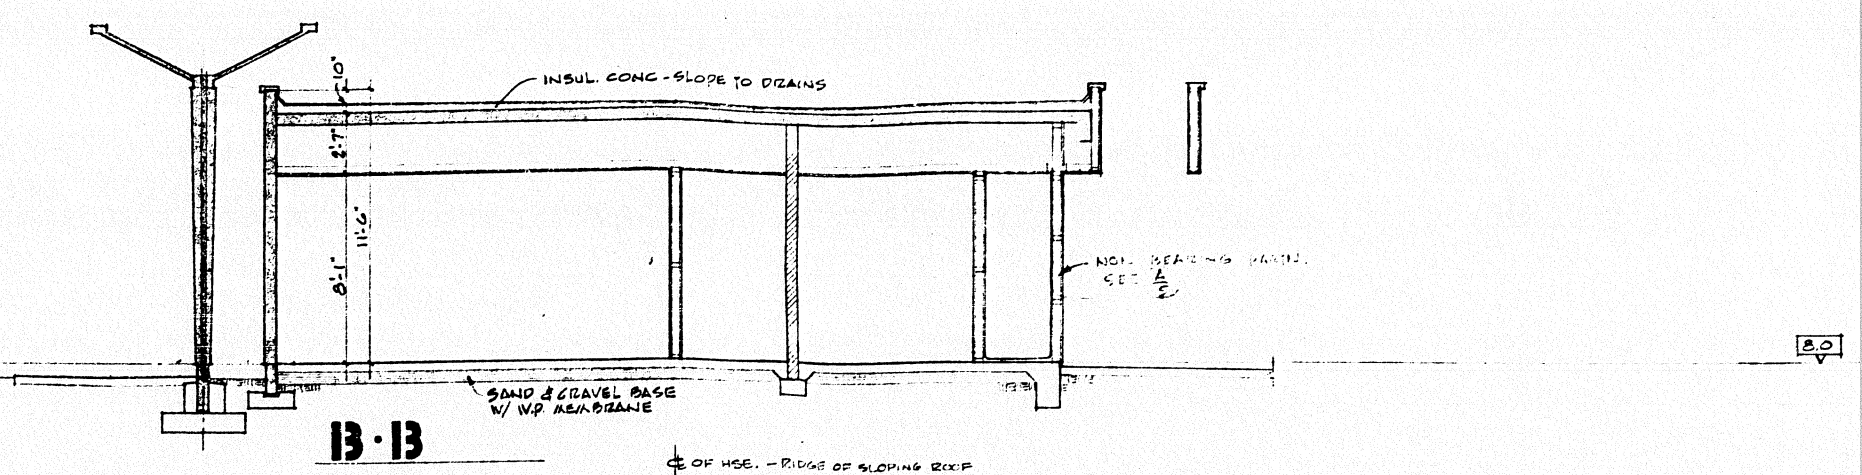 INSUL. CONC - SLOPE TO DRAINS
10"
2'-7"
11'-6"
8'-1"
NON BEARING
SEE A
8.0
SAND & GRAVEL BASE
W/ W.P. MEMBRANE
B·B
℄ OF HSE. - RIDGE OF SLOPING ROOF